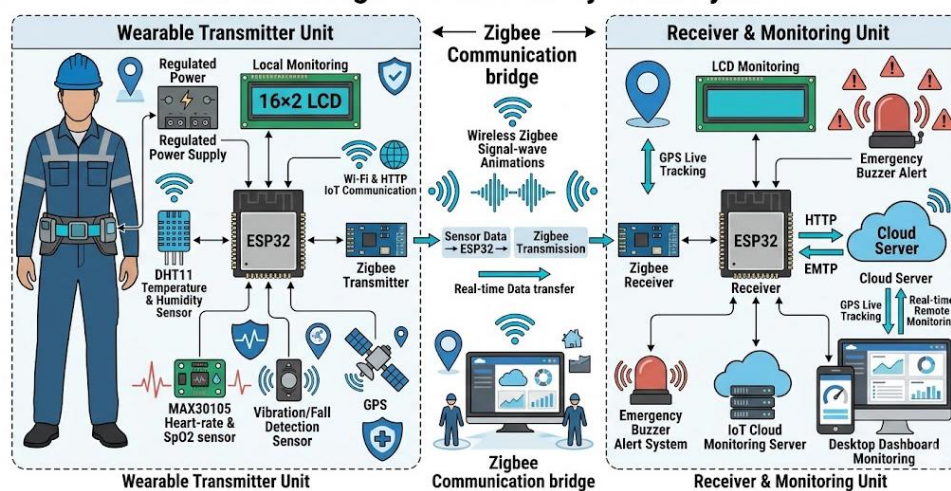 Wearable Transmitter Unit
Regulated
Power
Regulated
Power Supply
Local Monitoring
16×2 LCD
Wi-Fi & HTTP
IoT Communication
ESP32
DHT11
Temperature
& Humidity
Sensor
Zigbee
Transmitter
MAX30105
Heart-rate &
SpO2 sensor
Vibration/Fall
Detection
Sensor
GPS
Wearable Transmitter Unit
Zigbee
Communication
bridge
Wireless Zigbee
Signal-wave
Animations
Sensor Data
→ ESP32 →
Zigbee
Transmission
Real-time Data transfer
Zigbee
Communication bridge
Receiver & Monitoring Unit
LCD Monitoring
GPS Live
Tracking
Emergency
Buzzer Alert
Zigbee
Receiver
ESP32
Receiver
HTTP
EMTP
Cloud
Server
Cloud Server
GPS Live
Tracking
Real-time
Remote
Monitoring
Emergency
Buzzer
Alert System
IoT Cloud
Monitoring Server
Desktop Dashboard
Monitoring
Receiver & Monitoring Unit